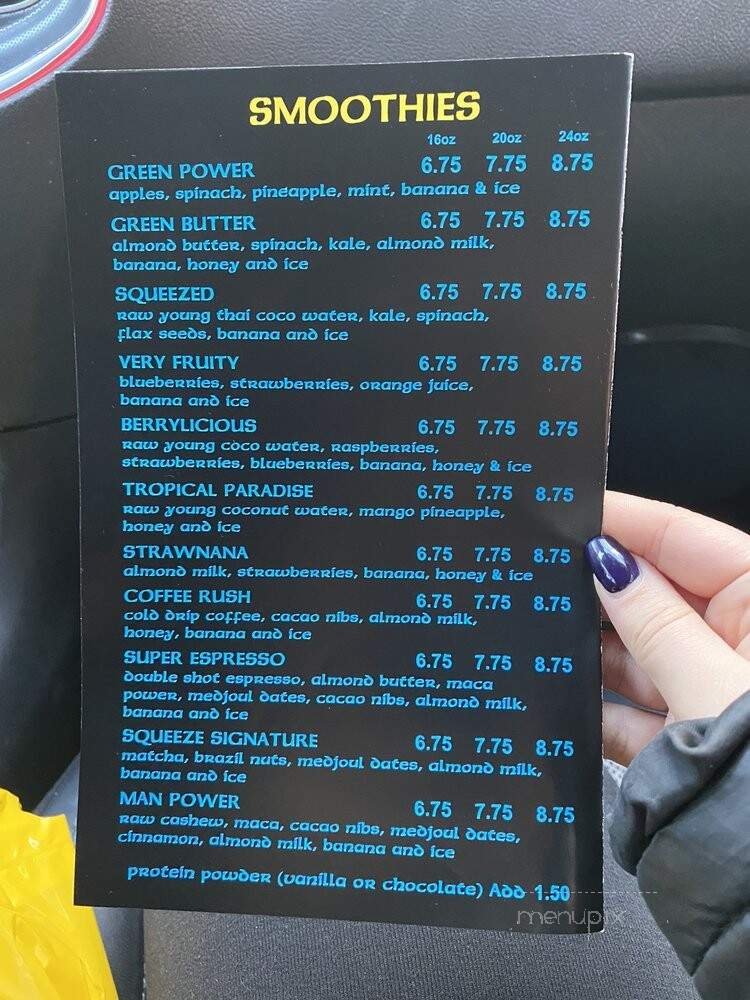 SMOOTHIES
16oz 20oz 24oz
GREEN POWER 6.75 7.75 8.75
apples, spinach, pineapple, mint, banana & ice
GREEN BUTTER 6.75 7.75 8.75
almond butter, spinach, kale, almond milk,
banana, honey and ice
SQUEEZED 6.75 7.75 8.75
raw young thai coco water, kale, spinach,
flax seeds, banana and ice
VERY FRUITY 6.75 7.75 8.75
blueberries, strawberries, orange juice,
banana and ice
BERRYLICIOUS 6.75 7.75 8.75
raw young coco water, raspberries,
strawberries, blueberries, banana, honey & ice
TROPICAL PARADISE 6.75 7.75 8.75
raw young coconut water, mango pineapple,
honey and ice
STRAWNANA 6.75 7.75 8.75
almond milk, strawberries, banana, honey & ice
COFFEE RUSH 6.75 7.75 8.75
cold drip coffee, cacao nibs, almond milk,
honey, banana and ice
SUPER ESPRESSO 6.75 7.75 8.75
double shot espresso, almond butter, maca
power, medjoul dates, cacao nibs, almond milk,
banana and ice
SQUEEZE SIGNATURE 6.75 7.75 8.75
matcha, brazil nuts, medjoul dates, almond milk,
banana and ice
MAN POWER 6.75 7.75 8.75
raw cashew, maca, cacao nibs, medjoul dates,
cinnamon, almond milk, banana and ice
protein powder (vanilla or chocolate) Add 1.50
menupix